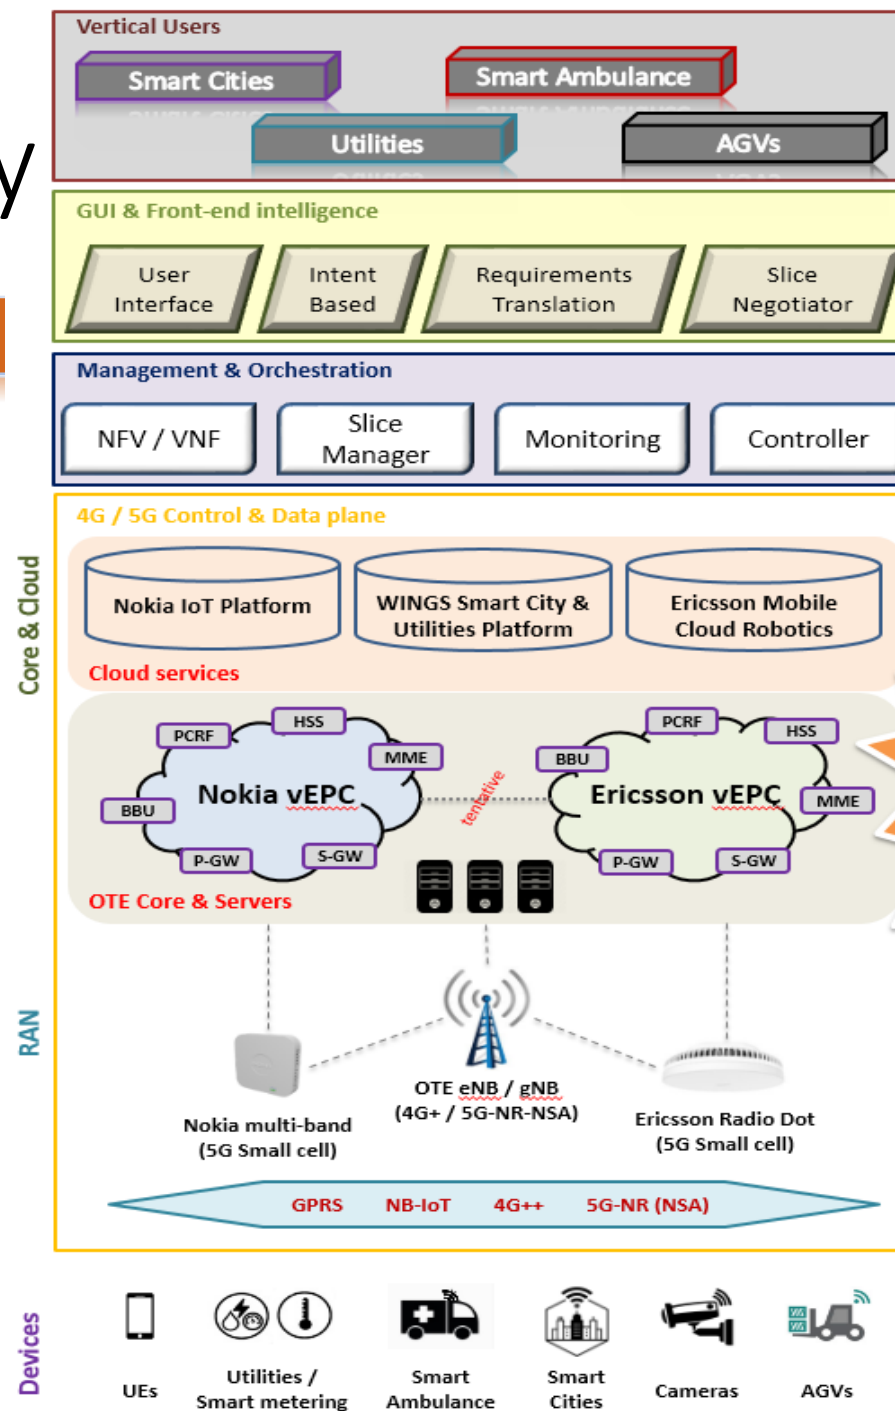 y
Vertical Users
Smart Cities
Smart Ambulance
Utilities
AGVs
GUI & Front-end intelligence
User
Interface
Intent
Based
Requirements
Translation
Slice
Negotiator
Management & Orchestration
NFV / VNF
Slice
Manager
Monitoring
Controller
4G / 5G Control & Data plane
Core & Cloud
Nokia IoT Platform
WINGS Smart City &
Utilities Platform
Ericsson Mobile
Cloud Robotics
Cloud services
PCRF
HSS
MME
BBU
Nokia vEPC
P-GW
S-GW
tentative
PCRF
HSS
BBU
Ericsson vEPC
MME
P-GW
S-GW
OTE Core & Servers
RAN
Nokia multi-band
(5G Small cell)
OTE eNB / gNB
(4G+ / 5G-NR-NSA)
Ericsson Radio Dot
(5G Small cell)
GPRS NB-IoT 4G++ 5G-NR (NSA)
Devices
UEs
Utilities /
Smart metering
Smart
Ambulance
Smart
Cities
Cameras
AGVs